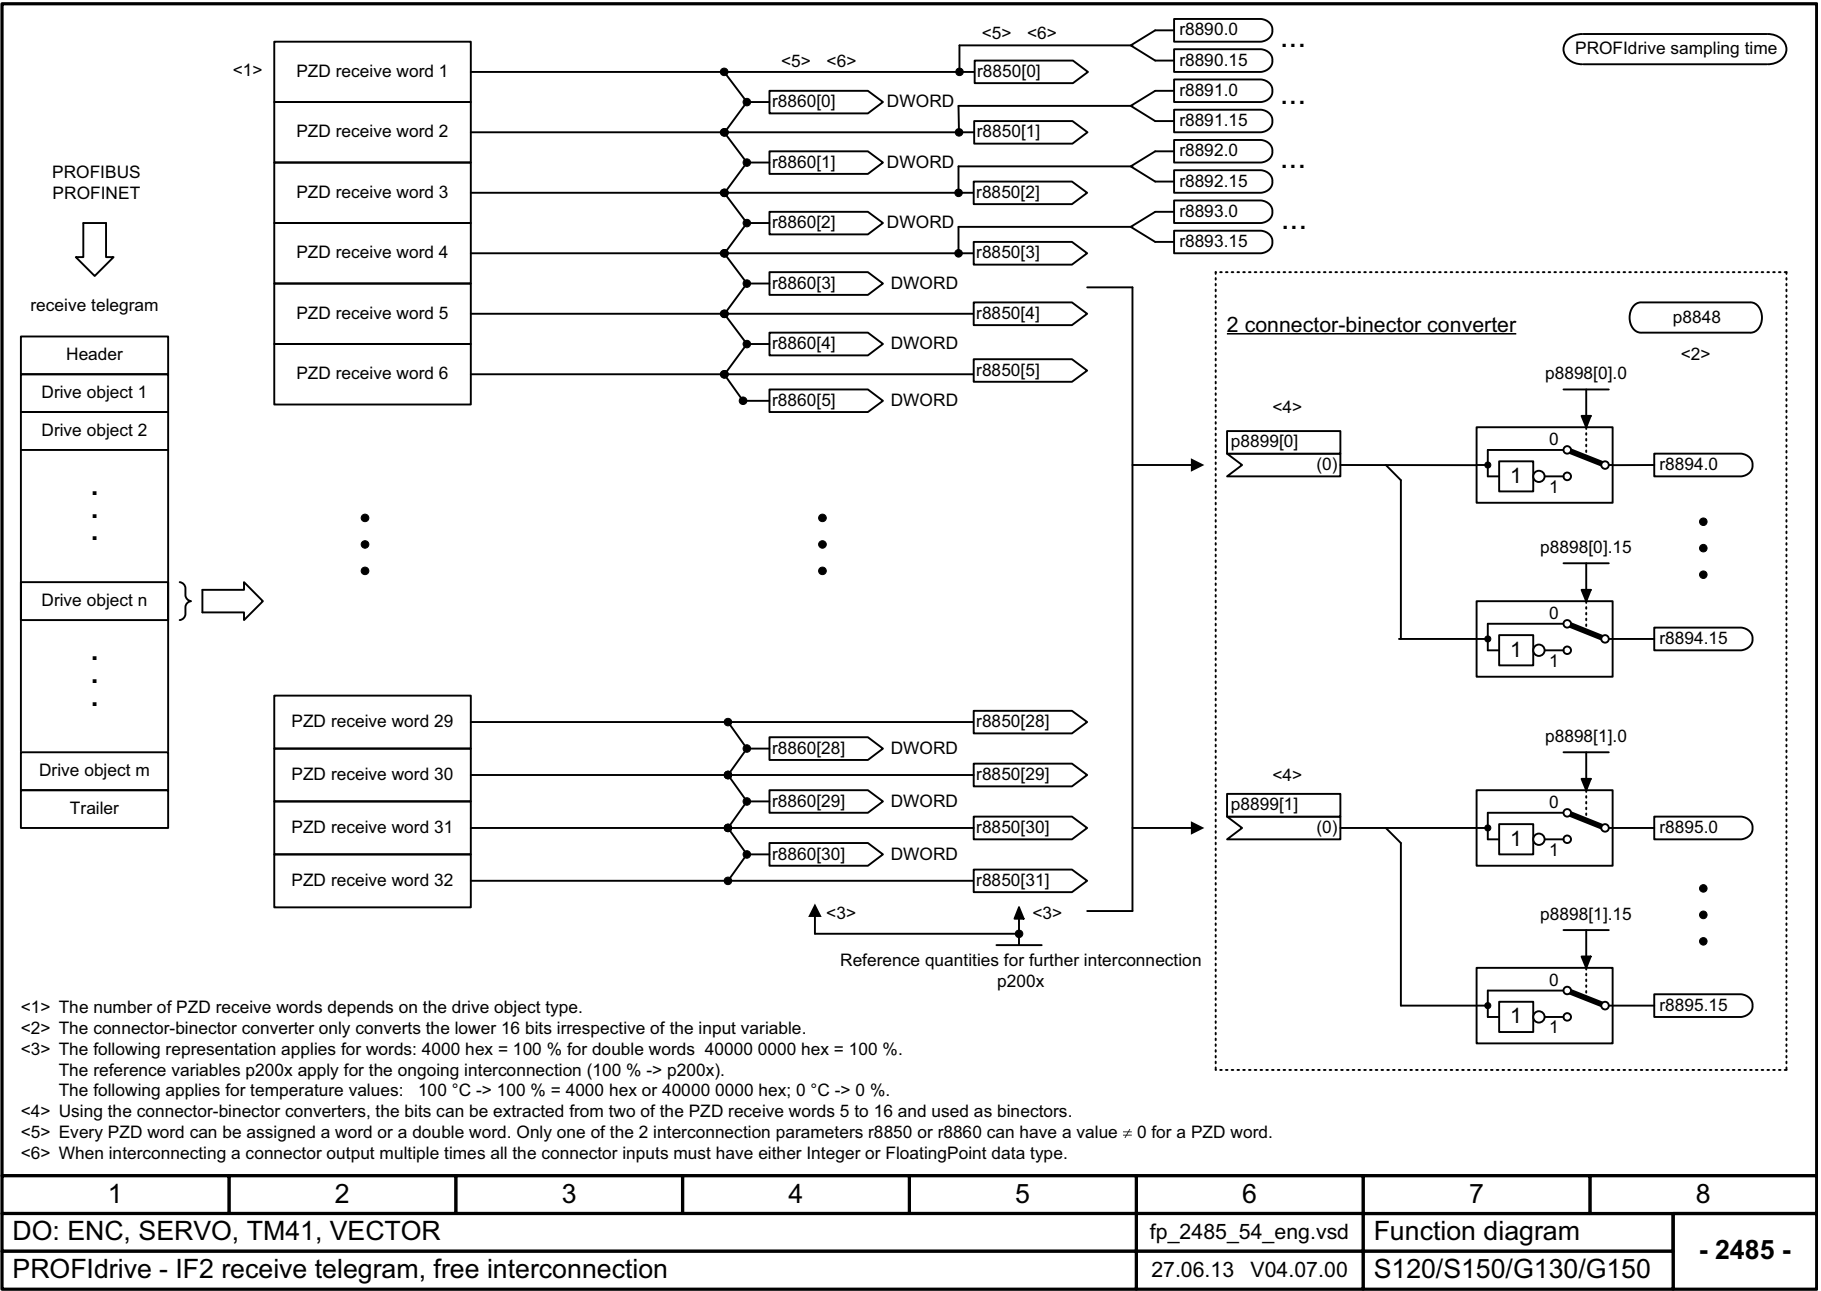 <5> <6>
r8890.0
...
PROFIdrive sampling time
<1>
PZD receive word 1
<5> <6>
r8850[0]
r8890.15
r8860[0]
DWORD
r8891.0
...
r8891.15
PZD receive word 2
r8850[1]
r8860[1]
DWORD
r8892.0
...
r8892.15
PROFIBUS
PROFINET
PZD receive word 3
r8850[2]
r8860[2]
DWORD
r8893.0
...
r8893.15
PZD receive word 4
r8850[3]
r8860[3]
DWORD
receive telegram
PZD receive word 5
r8850[4]
r8860[4]
DWORD
PZD receive word 6
r8850[5]
r8860[5]
DWORD
Header
Drive object 1
Drive object 2
Drive object n
Drive object m
Trailer
2 connector-binector converter
p8848
<2>
p8898[0].0
<4>
p8899[0]
(0)
0
1
1
r8894.0
p8898[0].15
0
1
1
r8894.15
PZD receive word 29
r8850[28]
r8860[28]
DWORD
PZD receive word 30
r8850[29]
r8860[29]
DWORD
PZD receive word 31
r8850[30]
r8860[30]
DWORD
PZD receive word 32
r8850[31]
p8898[1].0
<4>
p8899[1]
(0)
0
1
1
r8895.0
p8898[1].15
0
1
1
r8895.15
<3>
<3>
Reference quantities for further interconnection
p200x
<1> The number of PZD receive words depends on the drive object type.
<2> The connector-binector converter only converts the lower 16 bits irrespective of the input variable.
<3> The following representation applies for words: 4000 hex = 100 % for double words 40000 0000 hex = 100 %.
The reference variables p200x apply for the ongoing interconnection (100 % -> p200x).
The following applies for temperature values: 100 °C -> 100 % = 4000 hex or 40000 0000 hex; 0 °C -> 0 %.
<4> Using the connector-binector converters, the bits can be extracted from two of the PZD receive words 5 to 16 and used as binectors.
<5> Every PZD word can be assigned a word or a double word. Only one of the 2 interconnection parameters r8850 or r8860 can have a value ≠ 0 for a PZD word.
<6> When interconnecting a connector output multiple times all the connector inputs must have either Integer or FloatingPoint data type.
1 2 3 4 5 6 7 8
DO: ENC, SERVO, TM41, VECTOR
fp_2485_54_eng.vsd
Function diagram
- 2485 -
PROFIdrive - IF2 receive telegram, free interconnection
27.06.13 V04.07.00
S120/S150/G130/G150